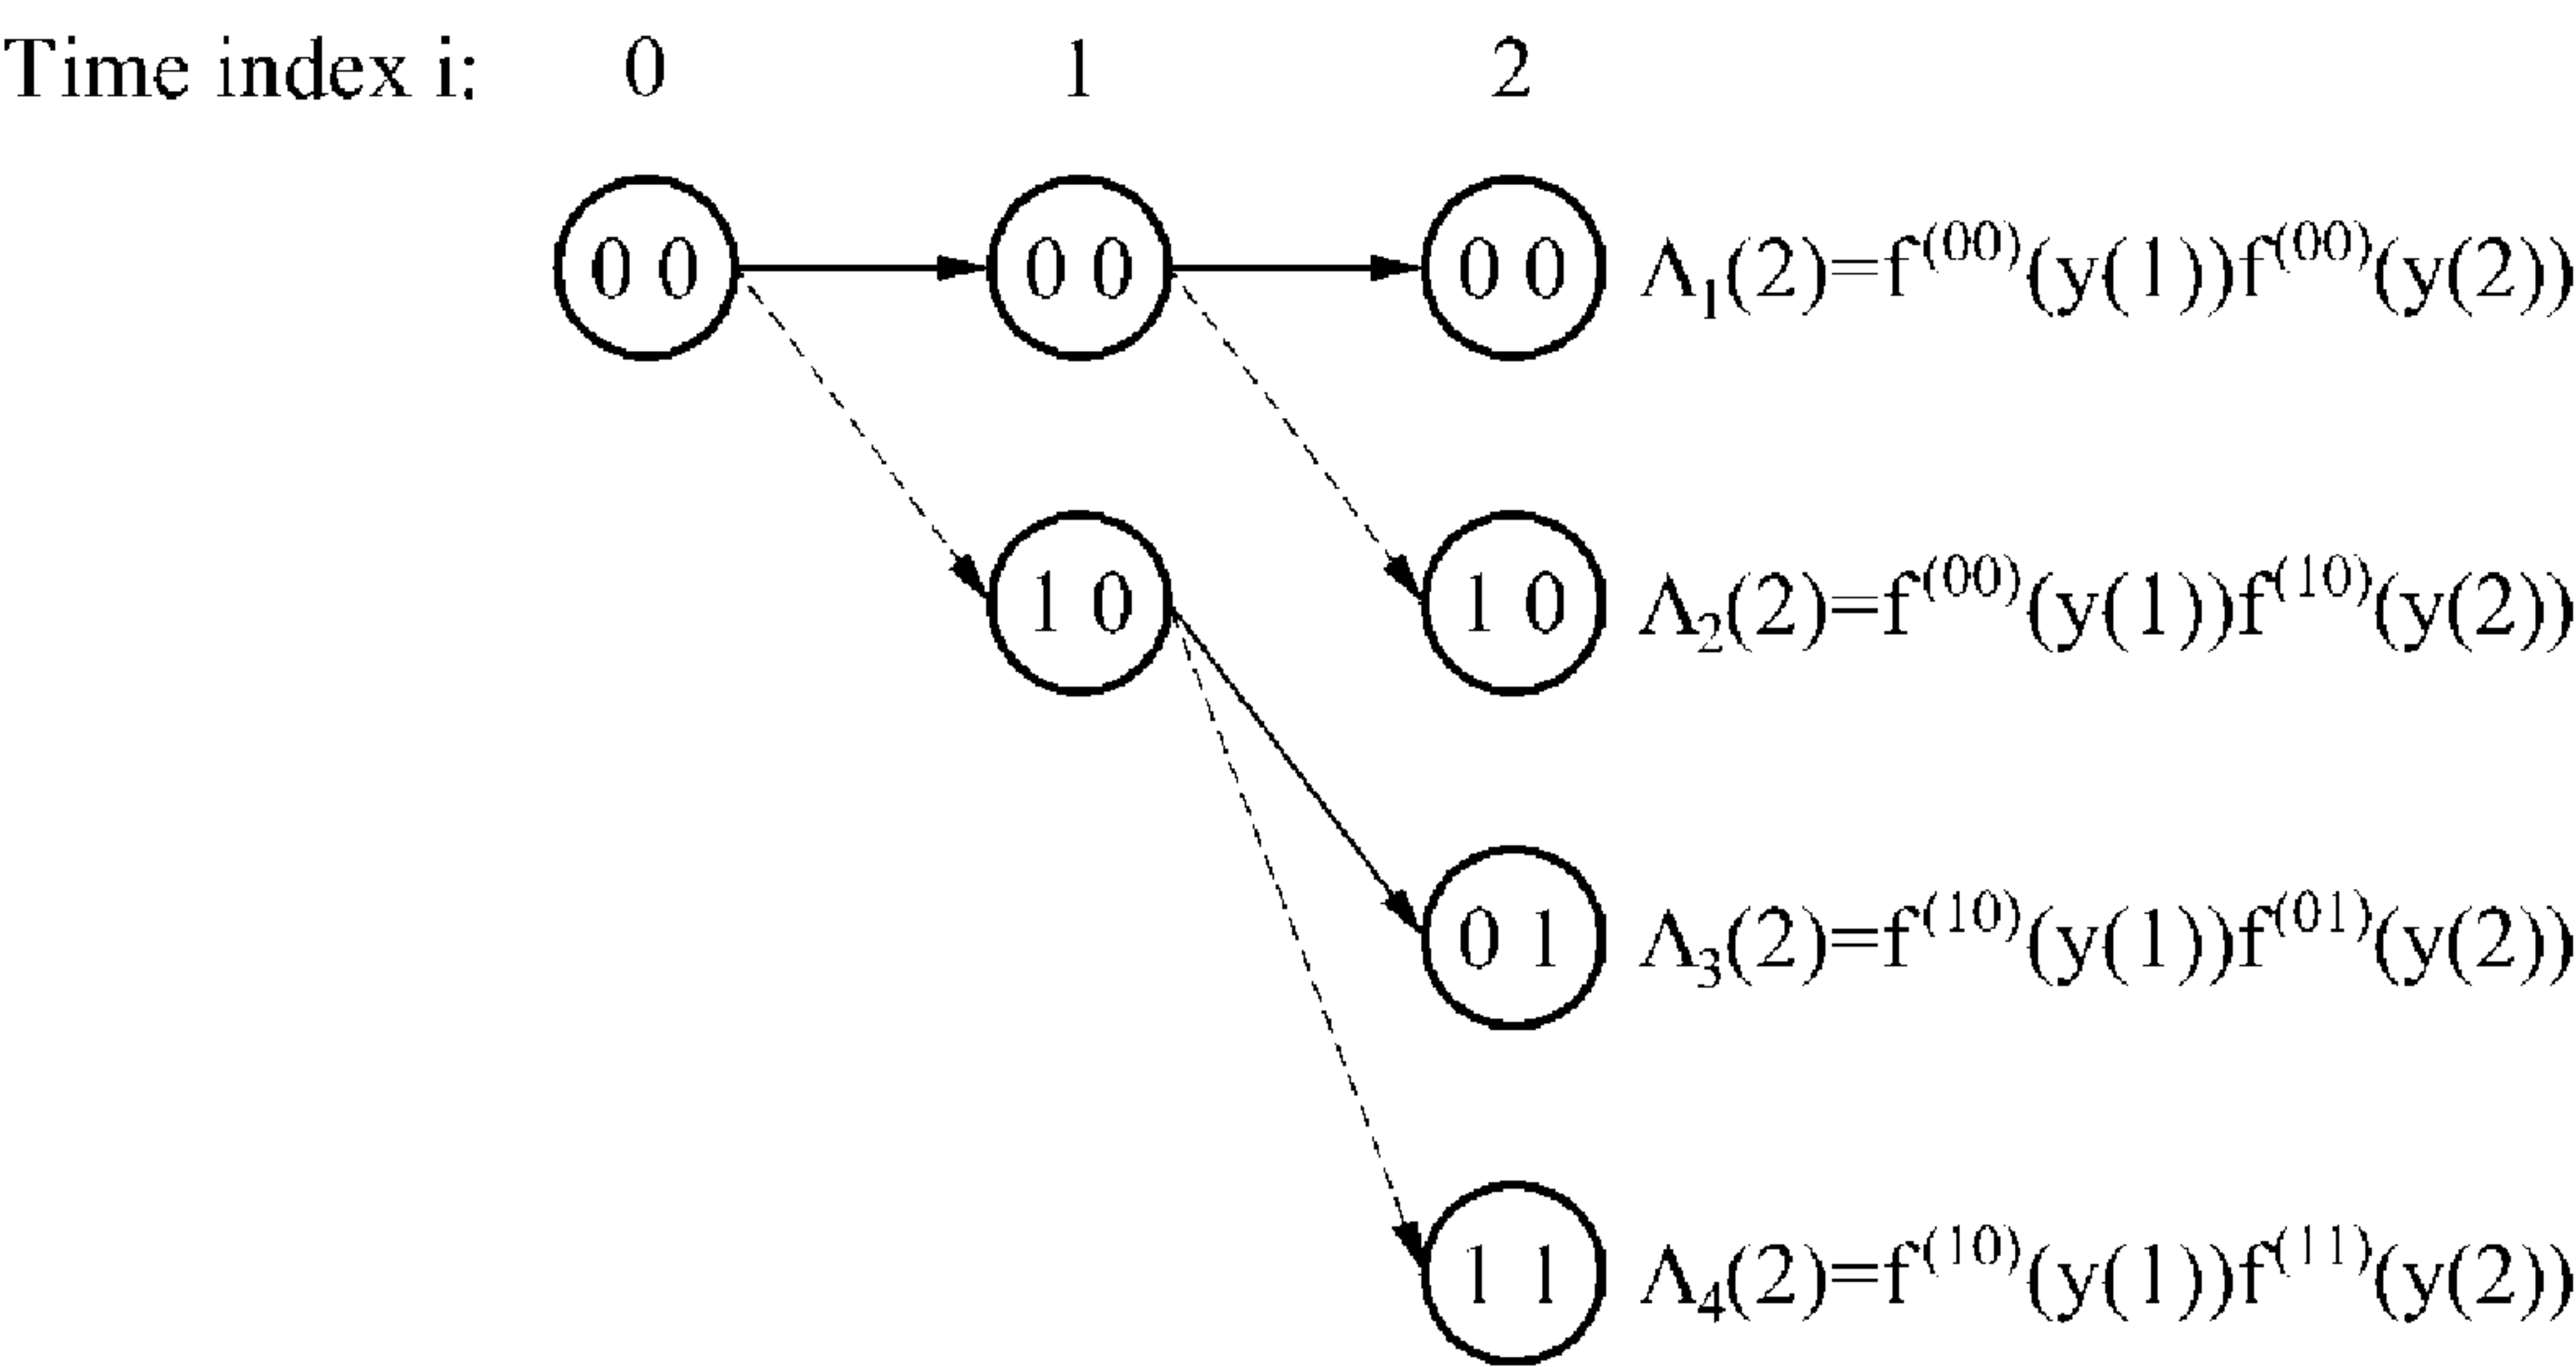 Time index i: 0 1 2
0 0 0 0 0 0 Λ₁(2)=f⁽⁰⁰⁾(y(1))f⁽⁰⁰⁾(y(2))
1 0 1 0 Λ₂(2)=f⁽⁰⁰⁾(y(1))f⁽¹⁰⁾(y(2))
0 1 Λ₃(2)=f⁽¹⁰⁾(y(1))f⁽⁰¹⁾(y(2))
1 1 Λ₄(2)=f⁽¹⁰⁾(y(1))f⁽¹¹⁾(y(2))